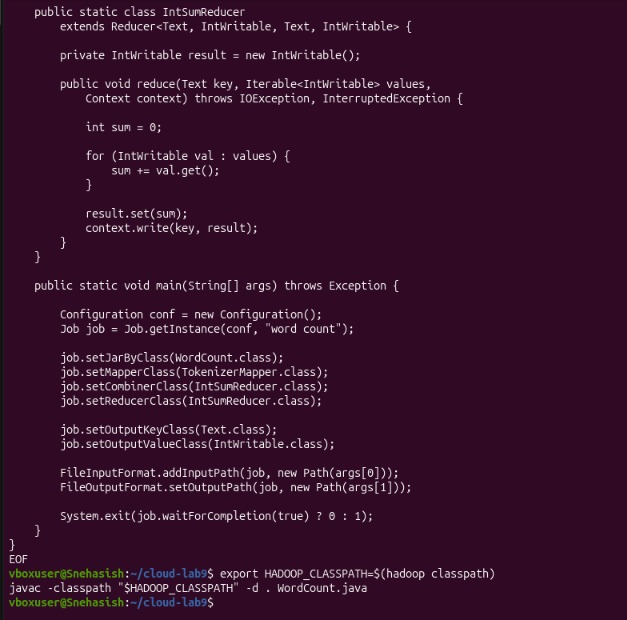 public static class IntSumReducer
extends Reducer<Text, IntWritable, Text, IntWritable> {
private IntWritable result = new IntWritable();
public void reduce(Text key, Iterable<IntWritable> values,
Context context) throws IOException, InterruptedException {
int sum = 0;
for (IntWritable val : values) {
sum += val.get();
}
result.set(sum);
context.write(key, result);
}
}
public static void main(String[] args) throws Exception {
Configuration conf = new Configuration();
Job job = Job.getInstance(conf, "word count");
job.setJarByClass(WordCount.class);
job.setMapperClass(TokenizerMapper.class);
job.setCombinerClass(IntSumReducer.class);
job.setReducerClass(IntSumReducer.class);
job.setOutputKeyClass(Text.class);
job.setOutputValueClass(IntWritable.class);
FileInputFormat.addInputPath(job, new Path(args[0]));
FileOutputFormat.setOutputPath(job, new Path(args[1]));
System.exit(job.waitForCompletion(true) ? 0 : 1);
}
}
EOF
vboxuser@Snehasish:~/cloud-lab9$ export HADOOP_CLASSPATH=$(hadoop classpath)
javac -classpath "$HADOOP_CLASSPATH" -d . WordCount.java
vboxuser@Snehasish:~/cloud-lab9$